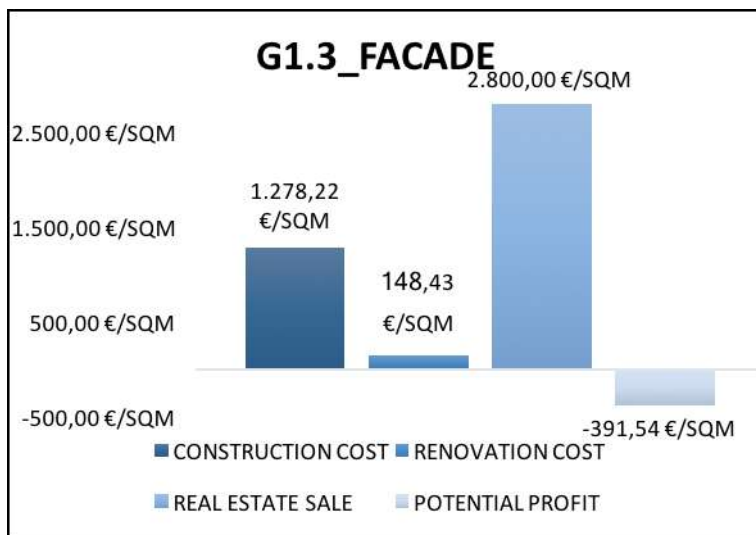 G1.3_FACADE
2.800,00 €/SQM
2.500,00 €/SQM
1.278,22
€/SQM
1.500,00 €/SQM
148,43
€/SQM
500,00 €/SQM
-500,00 €/SQM
-391,54 €/SQM
CONSTRUCTION COST RENOVATION COST
REAL ESTATE SALE POTENTIAL PROFIT